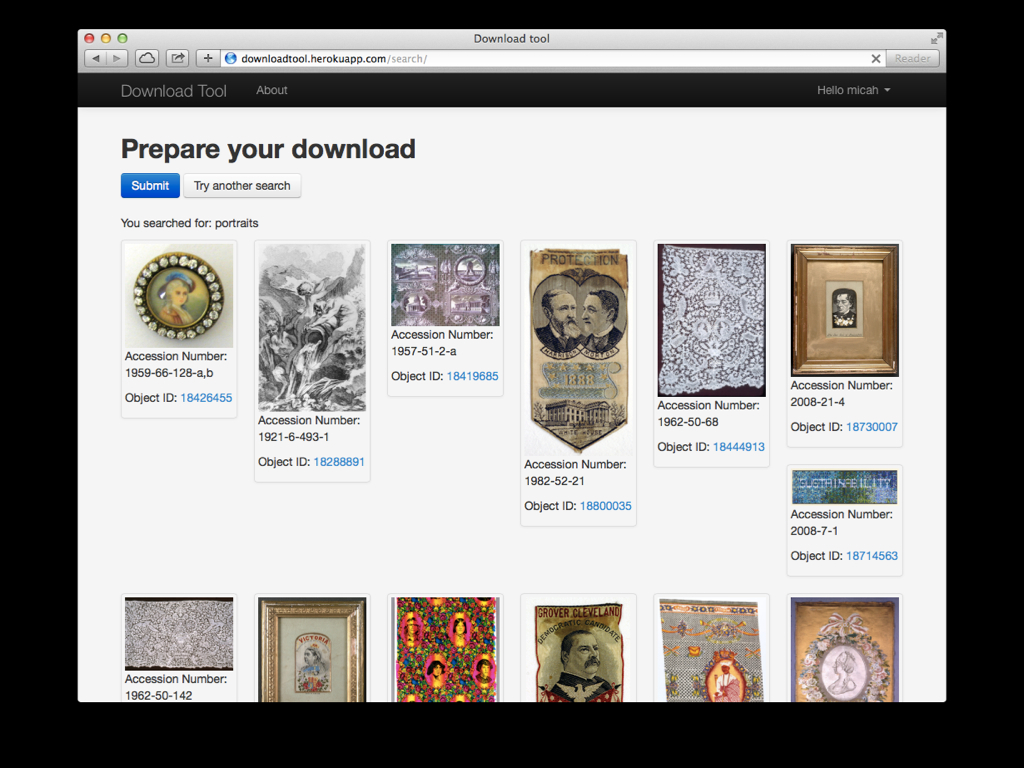 Download tool
downloadtool.herokuapp.com/search/
Reader
Download Tool
About
Hello micah
Prepare your download
Submit
Try another search
You searched for: portraits
Accession Number:
1959-66-128-a,b
Object ID: 18426455
Accession Number:
1921-6-493-1
Object ID: 18288891
Accession Number:
1957-51-2-a
Object ID: 18419685
PROTECTION
HARRISON MORTON
1888
WHITE HOUSE
Accession Number:
1982-52-21
Object ID: 18800035
Accession Number:
1962-50-68
Object ID: 18444913
Accession Number:
2008-21-4
Object ID: 18730007
SUSTAINABILITY
Accession Number:
2008-7-1
Object ID: 18714563
Accession Number:
1962-50-142
VICTORIA
GROVER CLEVELAND
DEMOCRATIC CANDIDATE